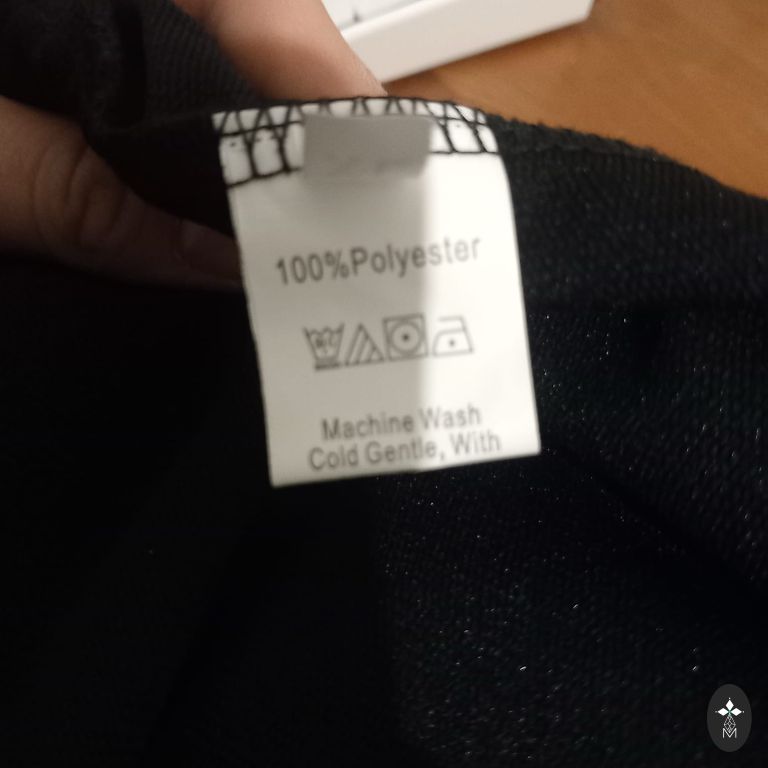 100%Polyester
Machine Wash
Cold Gentle, With